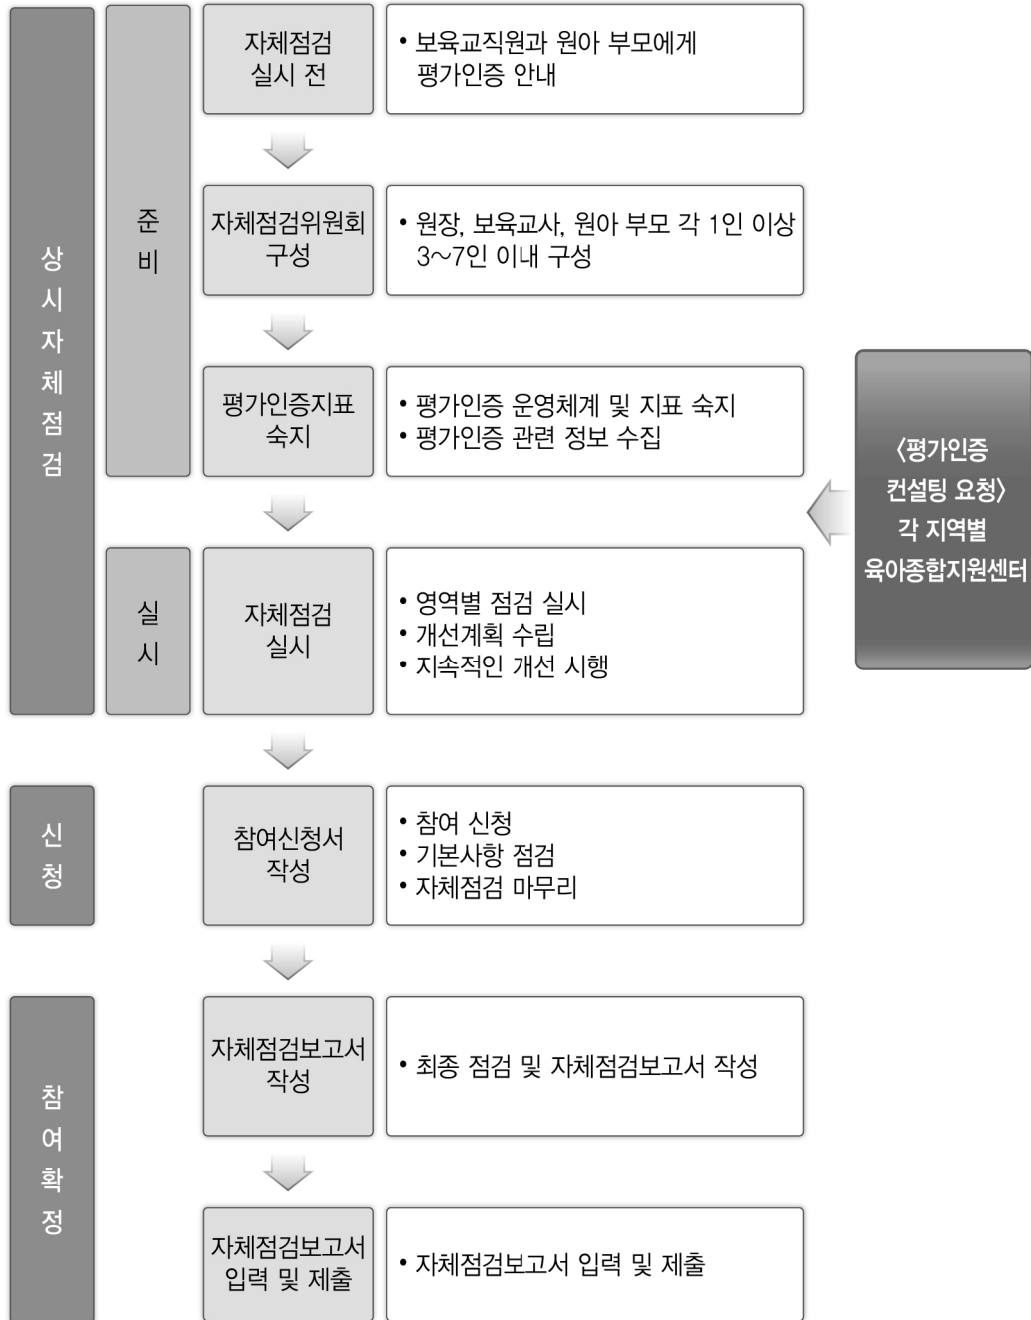 상시자체점검
준비
자체점검
실시 전
• 보육교직원과 원아 부모에게
평가인증 안내
자체점검위원회
구성
• 원장, 보육교사, 원아 부모 각 1인 이상
3~7인 이내 구성
평가인증지표
숙지
• 평가인증 운영체계 및 지표 숙지
• 평가인증 관련 정보 수집
〈평가인증
컨설팅 요청〉
각 지역별
육아종합지원센터
실시
자체점검
실시
• 영역별 점검 실시
• 개선계획 수립
• 지속적인 개선 시행
신청
참여신청서
작성
• 참여 신청
• 기본사항 점검
• 자체점검 마무리
참여확정
자체점검보고서
작성
• 최종 점검 및 자체점검보고서 작성
자체점검보고서
입력 및 제출
• 자체점검보고서 입력 및 제출